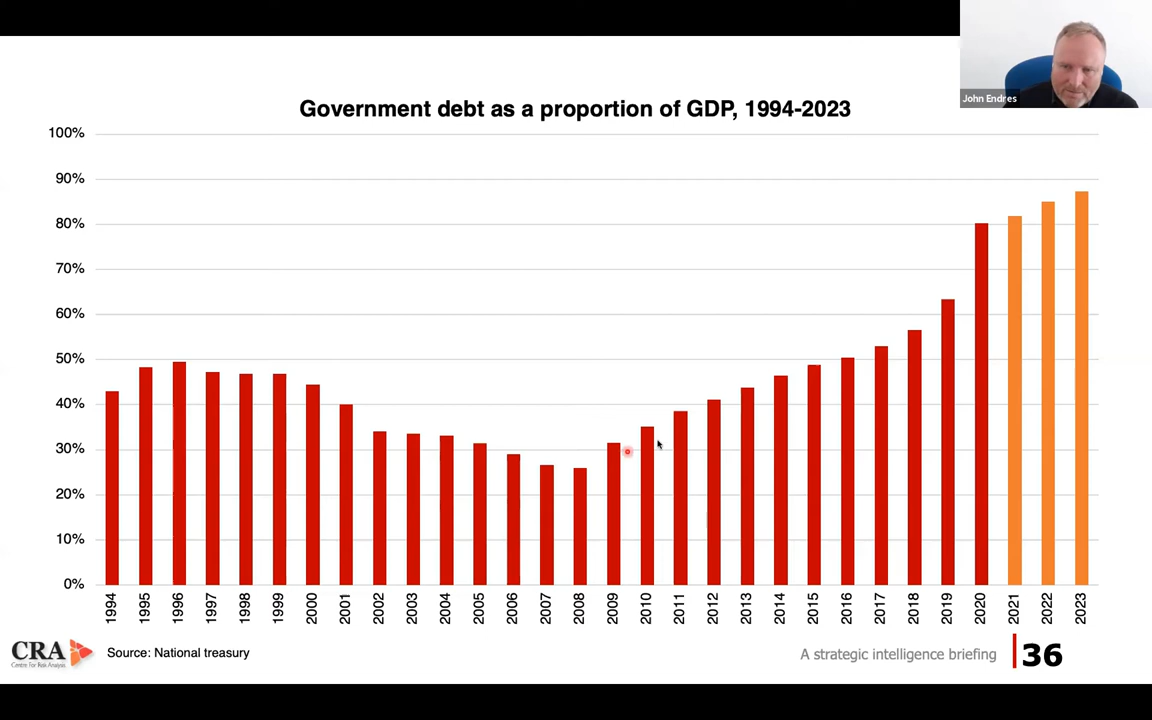 John Endres
Government debt as a proportion of GDP, 1994-2023
100%
90%
80%
70%
60%
50%
40%
30%
20%
10%
0%
1994 1995 1996 1997 1998 1999 2000 2001 2002 2003 2004 2005 2006 2007 2008 2009 2010 2011 2012 2013 2014 2015 2016 2017 2018 2019 2020 2021 2022 2023
CRA
Centre For Risk Analysis
Source: National treasury
A strategic intelligence briefing
36